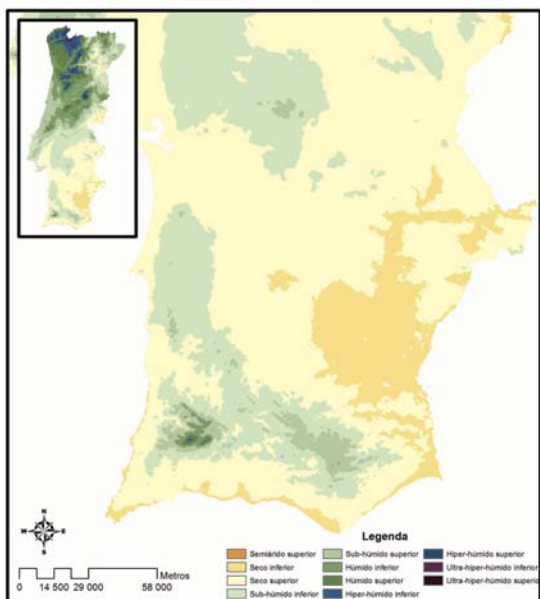 N
W E
S
Metros
0 14 500 29 000 58 000
Legenda
Semiárido superior
Seco inferior
Seco superior
Sub-húmido inferior
Sub-húmido superior
Húmido inferior
Húmido superior
Hiper-húmido inferior
Hiper-húmido superior
Ultra-hiper-húmido inferior
Ultra-hiper-húmido superior